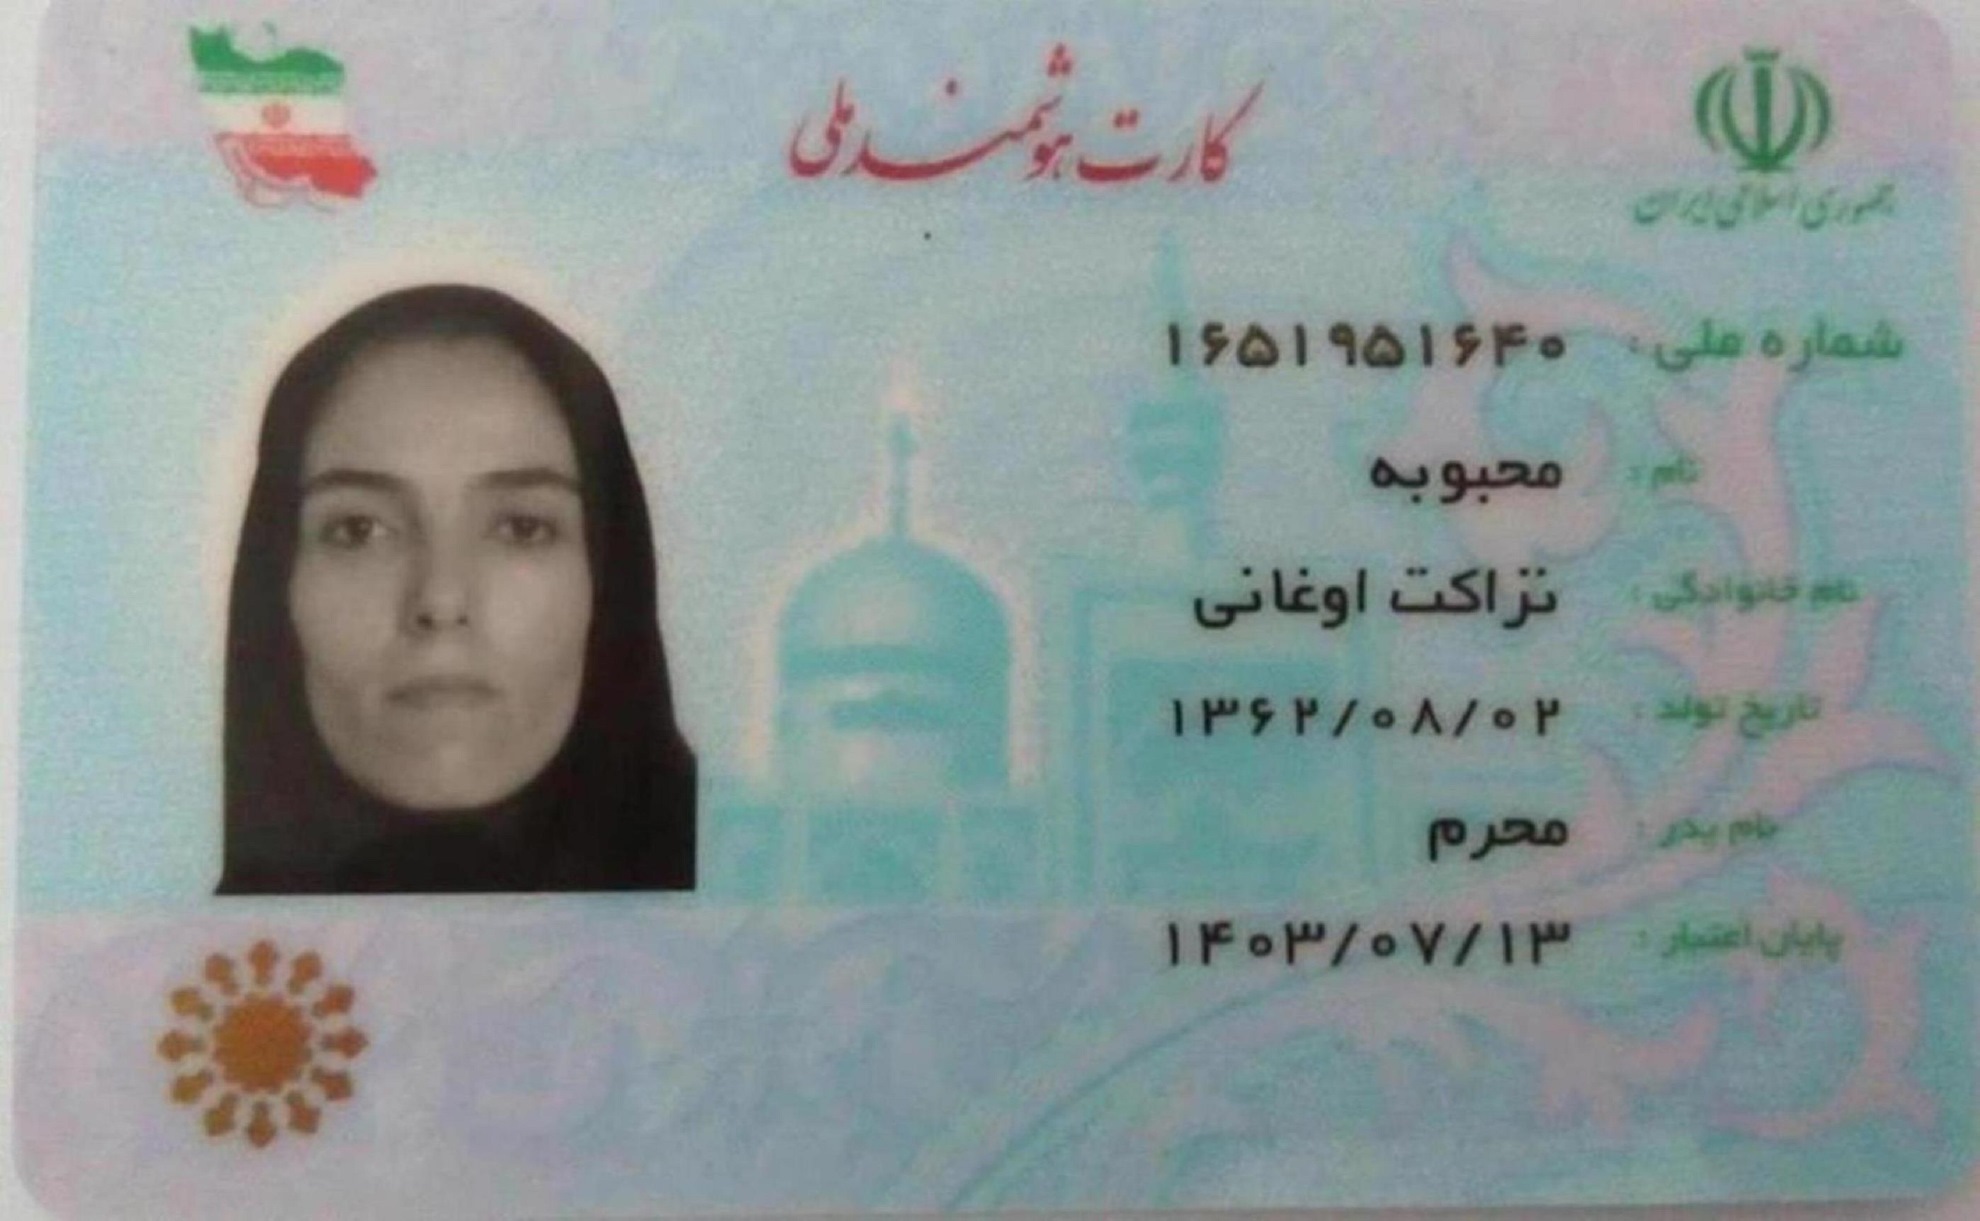 کارت هوشمند ملی
جمهوری اسلامی ایران
شماره ملی : ۱۶۵۱۹۵۱۶۴۰
نام : محبوبه
نام خانوادگی : نزاکت اوغانی
تاریخ تولد : ۱۳۶۲/۰۸/۰۲
نام پدر : محرم
پایان اعتبار : ۱۴۰۳/۰۷/۱۳